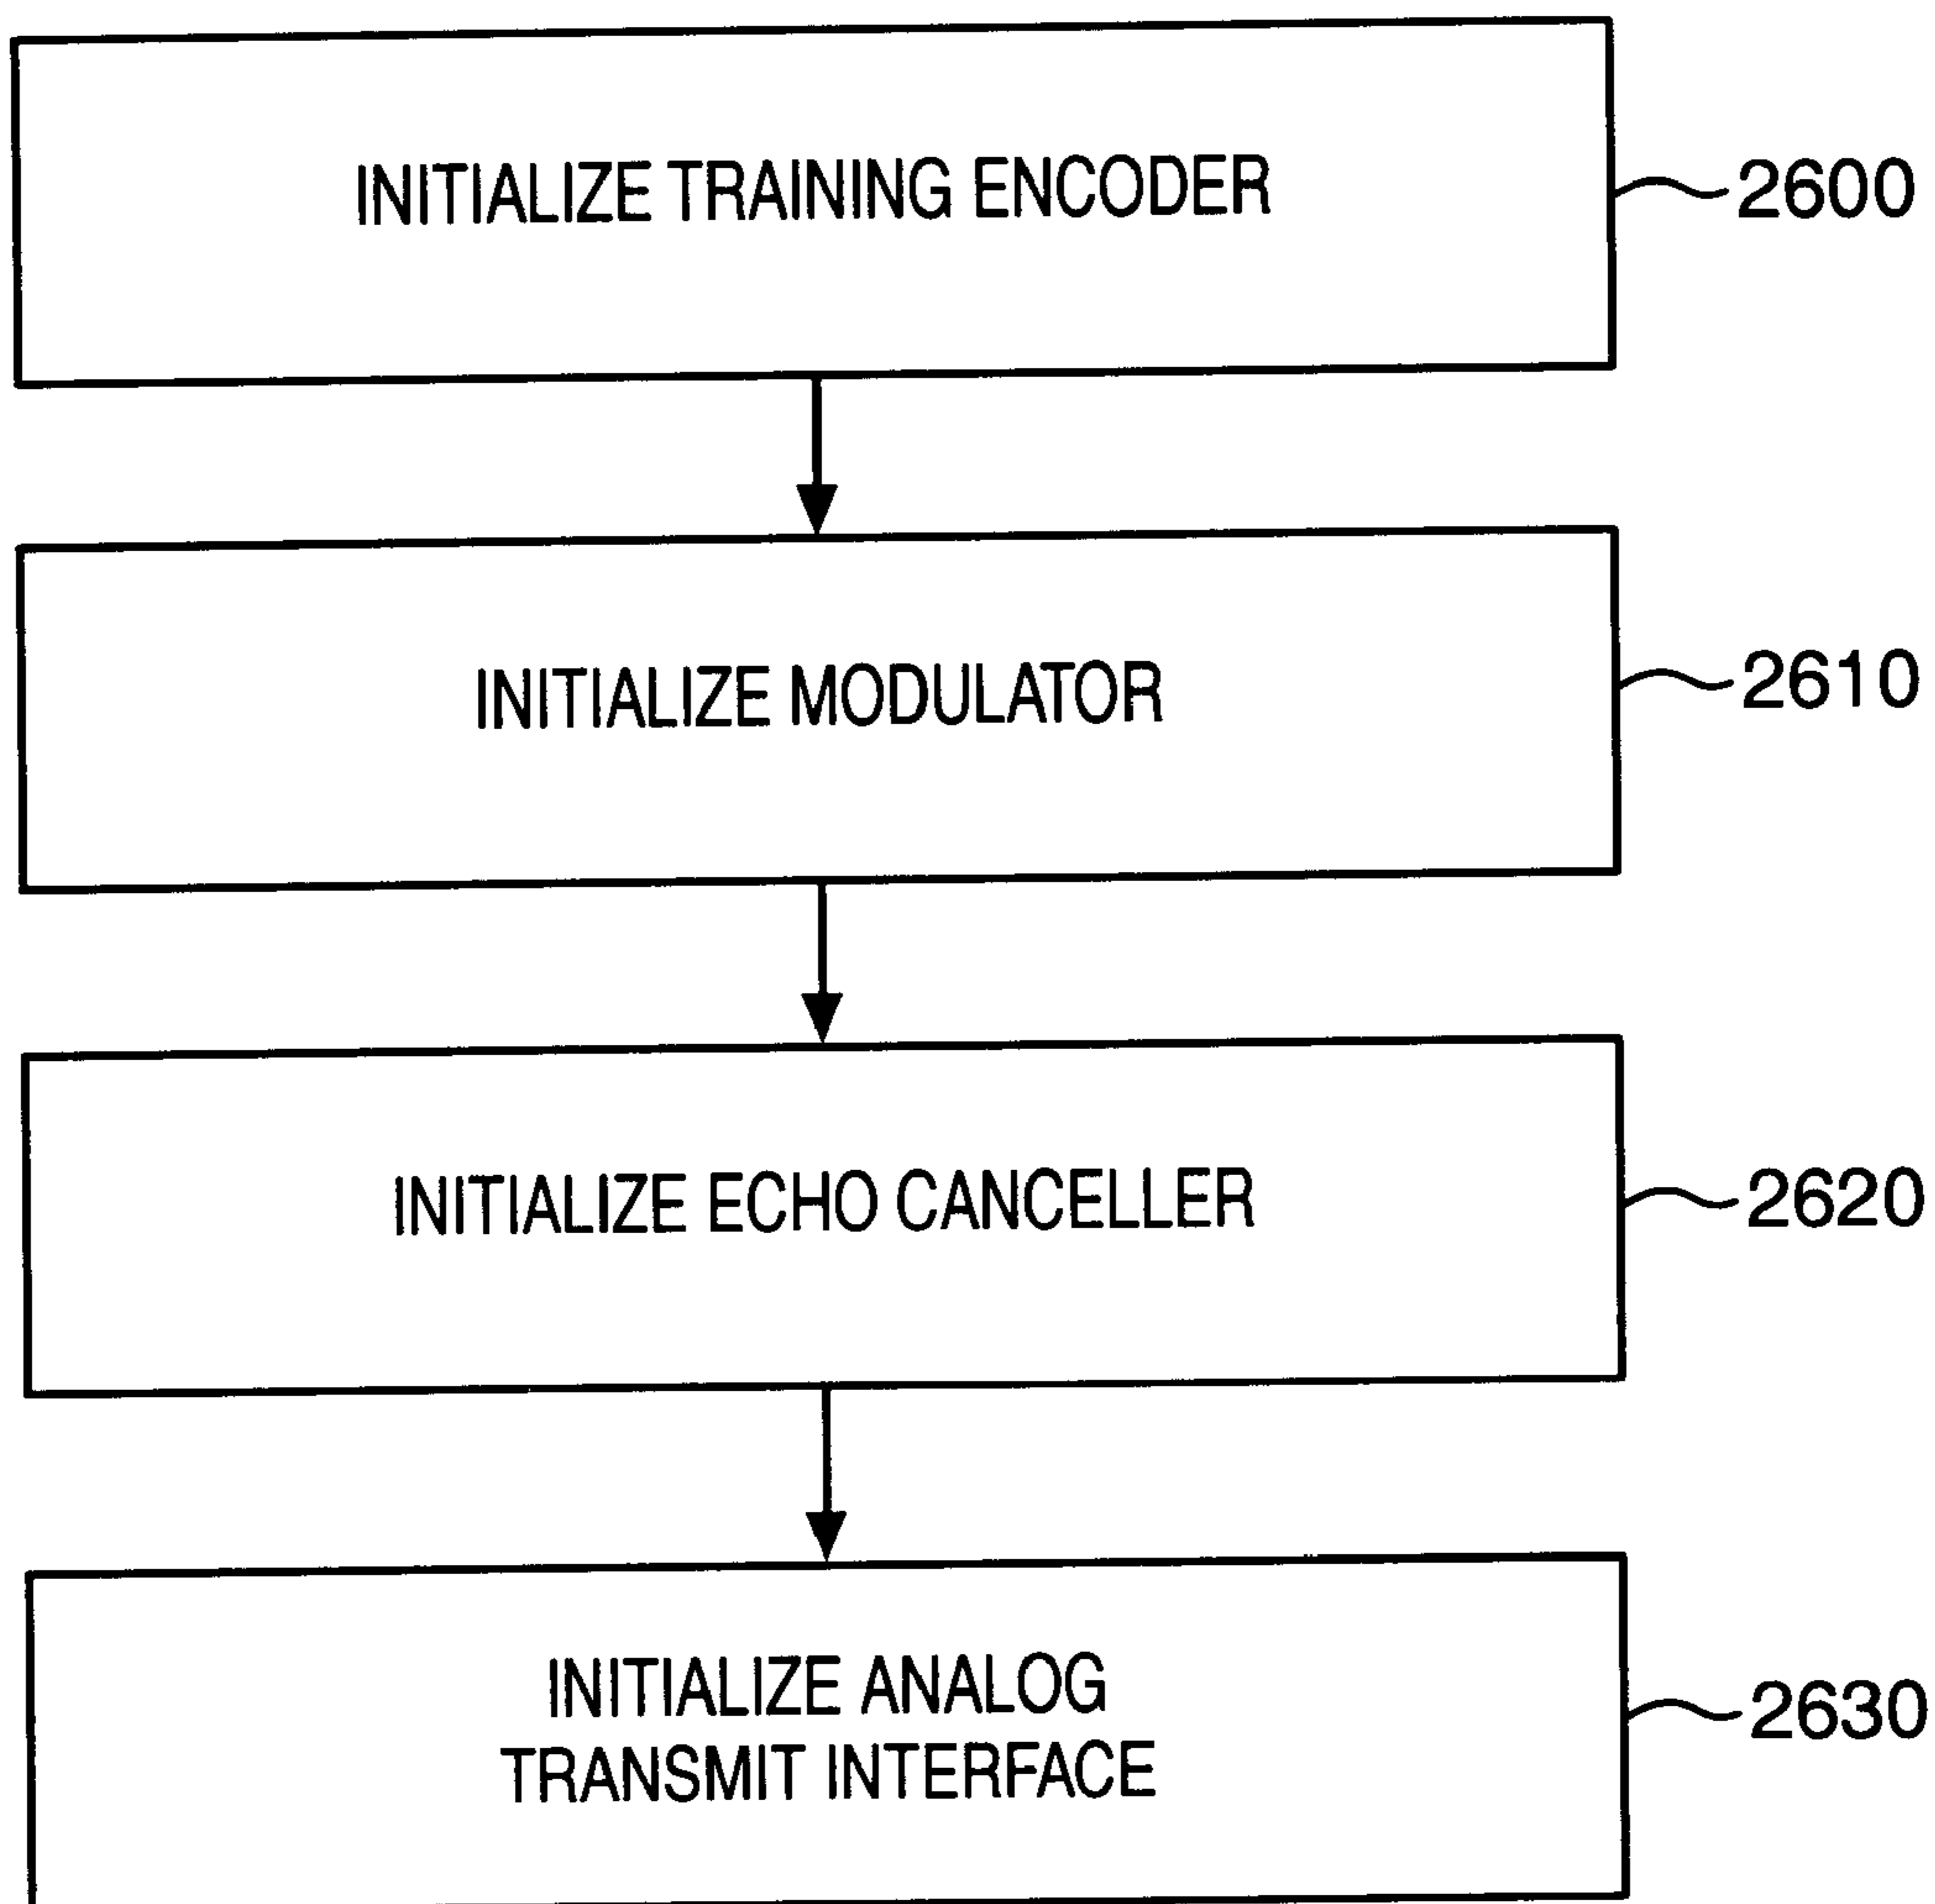 INITIALIZE TRAINING ENCODER
2600
INITIALIZE MODULATOR
2610
INITIALIZE ECHO CANCELLER
2620
INITIALIZE ANALOG
TRANSMIT INTERFACE
2630